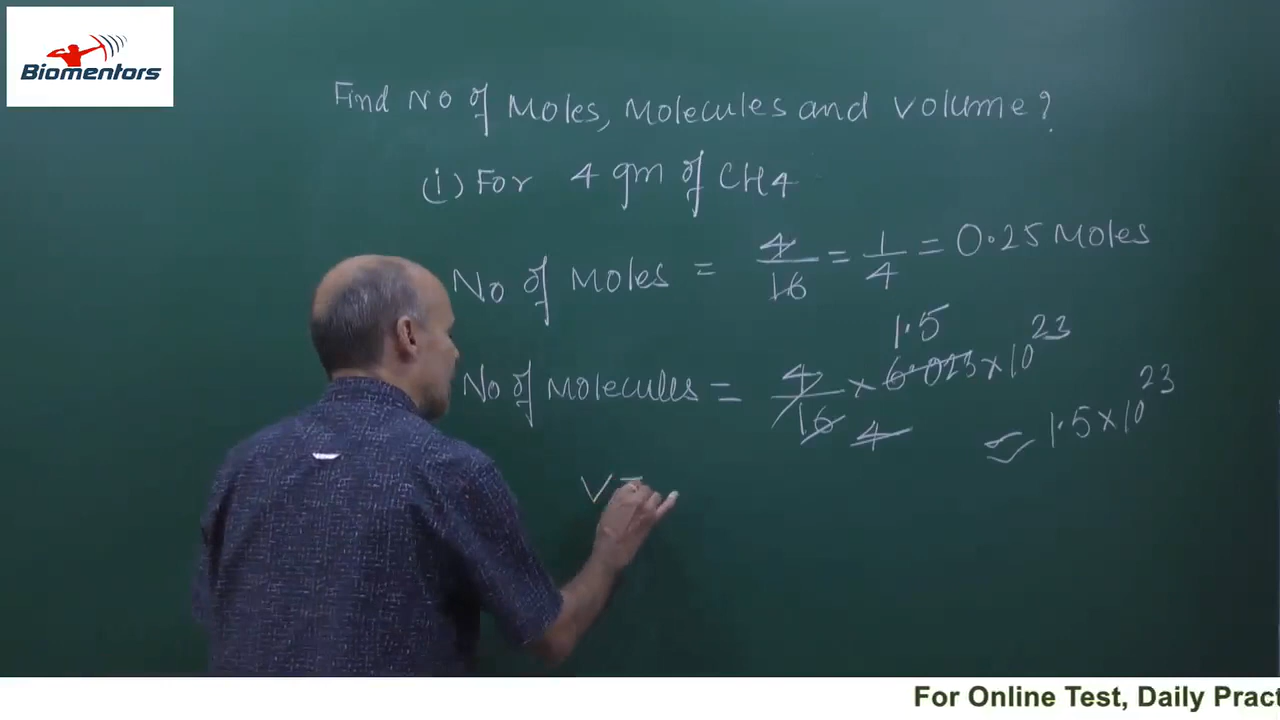 Biomentors
Find No of Moles, Molecules and Volume?
(i) For 4 gm of CH4
No of Moles = 4/16 = 1/4 = 0.25 Moles
1.5
No of Molecules = 4/16 × 6.023 × 10^23
4
≈ 1.5 × 10^23
V =
For Online Test, Daily Pract